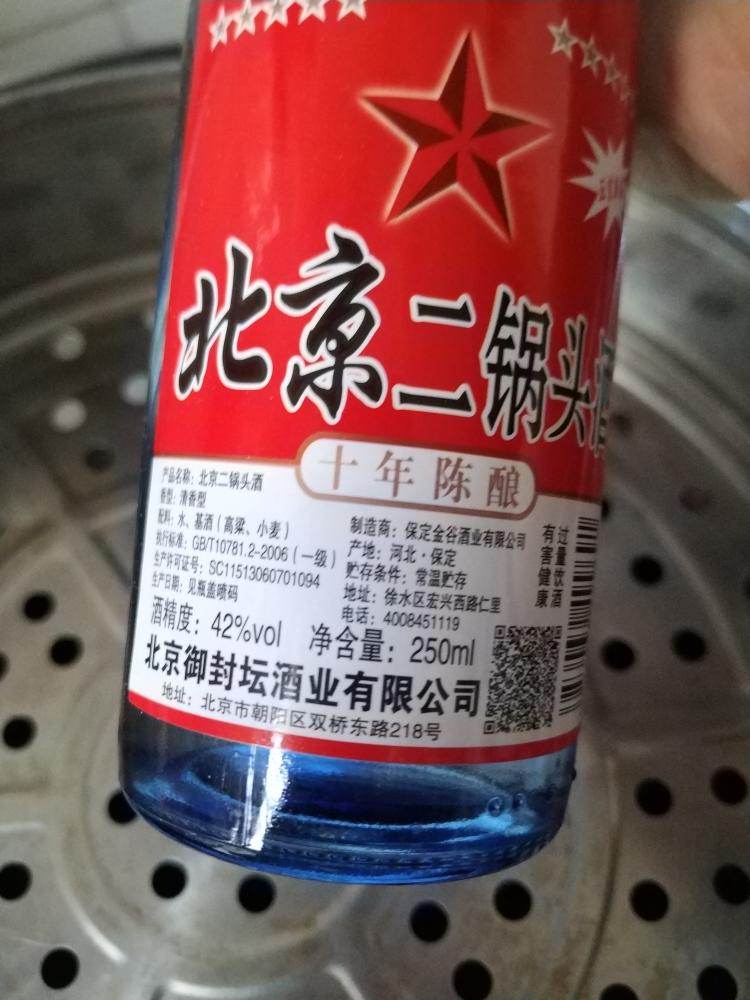 北京二锅头酒
十年陈酿
产品名称：北京二锅头酒
香型：清香型
配料：水、基酒（高粱、小麦）
执行标准：GB/T10781.2-2006（一级）
生产许可证号：SC11513060701094
生产日期：见瓶盖喷码
制造商：保定金谷酒业有限公司
产地：河北·保定
贮存条件：常温贮存
地址：徐水区宏兴西路仁里
电话：4008451119
过量饮酒
有害健康
酒精度：42%vol 净含量：250ml
北京御封坛酒业有限公司
地址：北京市朝阳区双桥东路218号